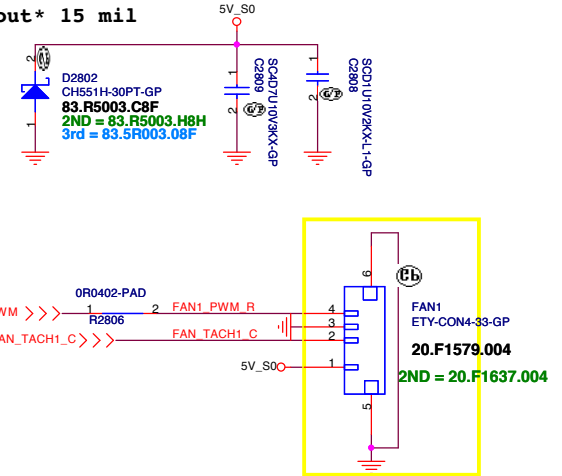 out* 15 mil
5V_S0
2
1
D2802
CH551H-30PT-GP
83.R5003.C8F
2ND = 83.R5003.H8H
3rd = 83.5R003.08F
1
2
C2809
SC4D7U10V3KX-GP
1
2
C2808
SCD1U10V2KX-L1-GP
0R0402-PAD
WM
1
2
FAN1_PWM_R
R2806
AN_TACH1_C
FAN_TACH1_C
5V_S0
6
4
3
2
1
5
FAN1
ETY-CON4-33-GP
20.F1579.004
2ND = 20.F1637.004